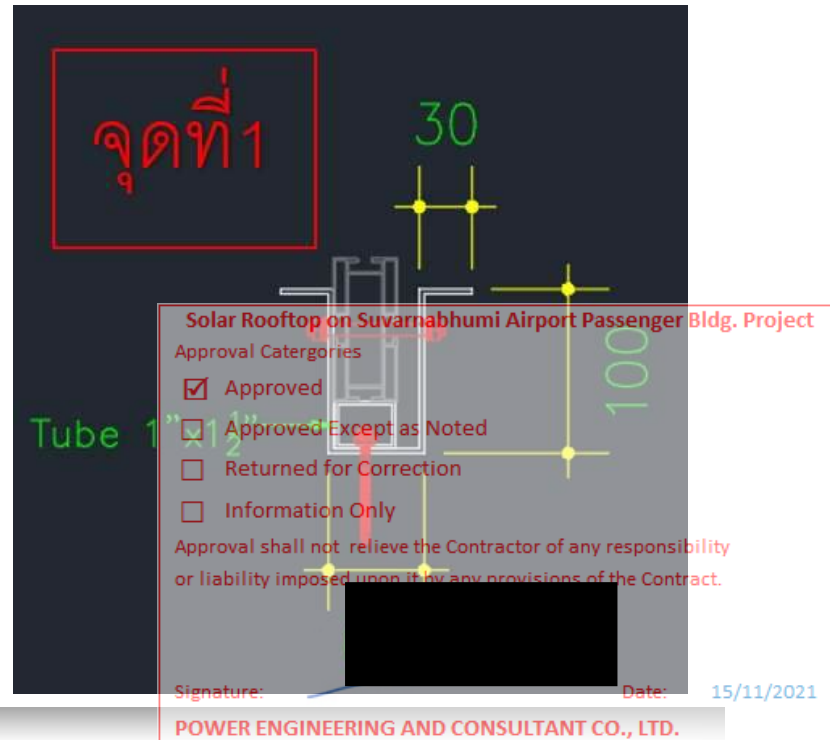 จุดที่1
30
Solar Rooftop on Suvarnabhumi Airport Passenger Bldg. Project
Approval Catergories
☑ Approved
100
Tube 1"x1½"
☐ Approved Except as Noted
☐ Returned for Correction
☐ Information Only
Approval shall not relieve the Contractor of any responsibility
or liability imposed upon it by any provisions of the Contract.
Signature:
Date: 15/11/2021
POWER ENGINEERING AND CONSULTANT CO., LTD.